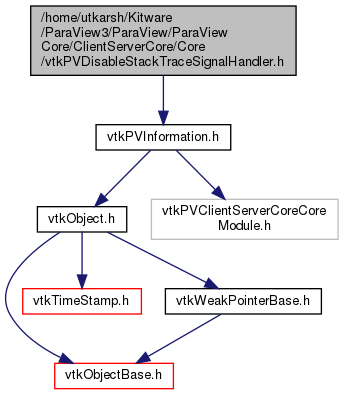 /home/utkarsh/Kitware
/ParaView3/ParaView/ParaView
Core/ClientServerCore/Core
/vtkPVDisableStackTraceSignalHandler.h
vtkPVInformation.h
vtkObject.h
vtkPVClientServerCoreCore
Module.h
vtkTimeStamp.h
vtkWeakPointerBase.h
vtkObjectBase.h